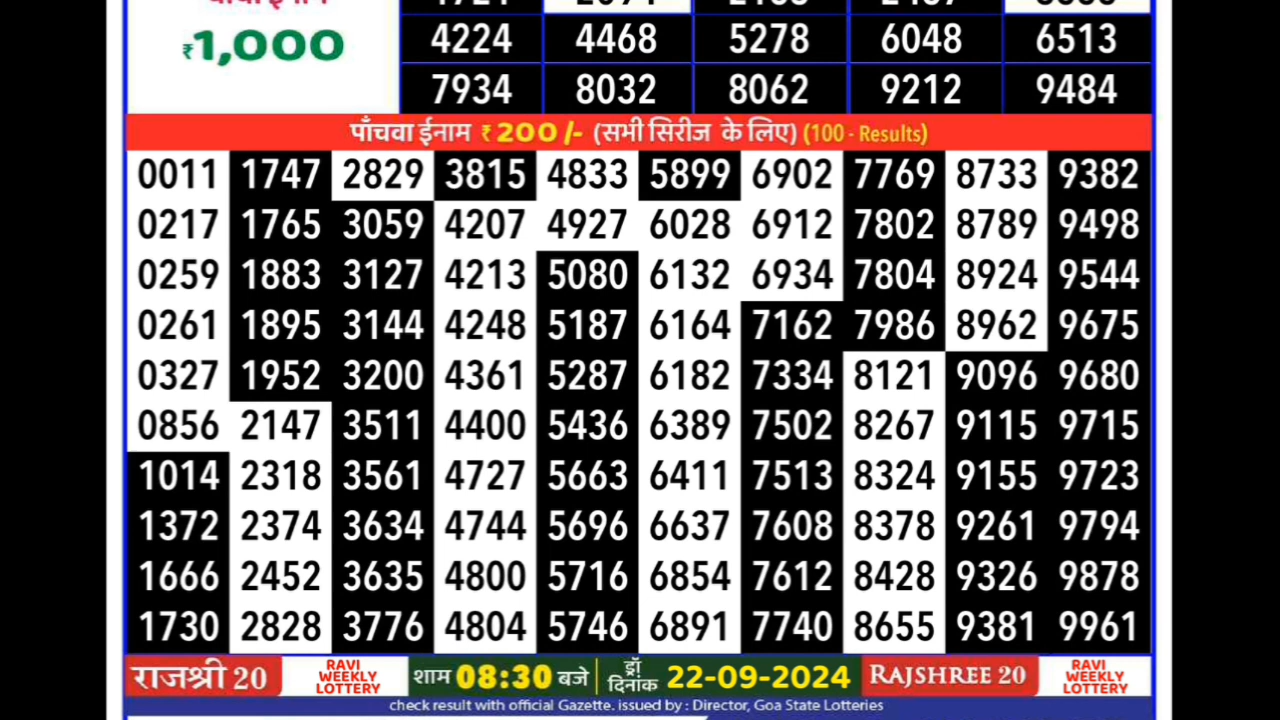 ₹1,000
4224 4468 5278 6048 6513
7934 8032 8062 9212 9484
पाँचवा ईनाम ₹ 200/- (सभी सिरीज के लिए) (100 - Results)
0011 1747 2829 3815 4833 5899 6902 7769 8733 9382
0217 1765 3059 4207 4927 6028 6912 7802 8789 9498
0259 1883 3127 4213 5080 6132 6934 7804 8924 9544
0261 1895 3144 4248 5187 6164 7162 7986 8962 9675
0327 1952 3200 4361 5287 6182 7334 8121 9096 9680
0856 2147 3511 4400 5436 6389 7502 8267 9115 9715
1014 2318 3561 4727 5663 6411 7513 8324 9155 9723
1372 2374 3634 4744 5696 6637 7608 8378 9261 9794
1666 2452 3635 4800 5716 6854 7612 8428 9326 9878
1730 2828 3776 4804 5746 6891 7740 8655 9381 9961
राजश्री 20 RAVI WEEKLY LOTTERY शाम 08:30 बजे ड्रॉ दिनांक 22-09-2024 RAJSHREE 20 RAVI WEEKLY LOTTERY
check result with official Gazette. issued by : Director, Goa State Lotteries